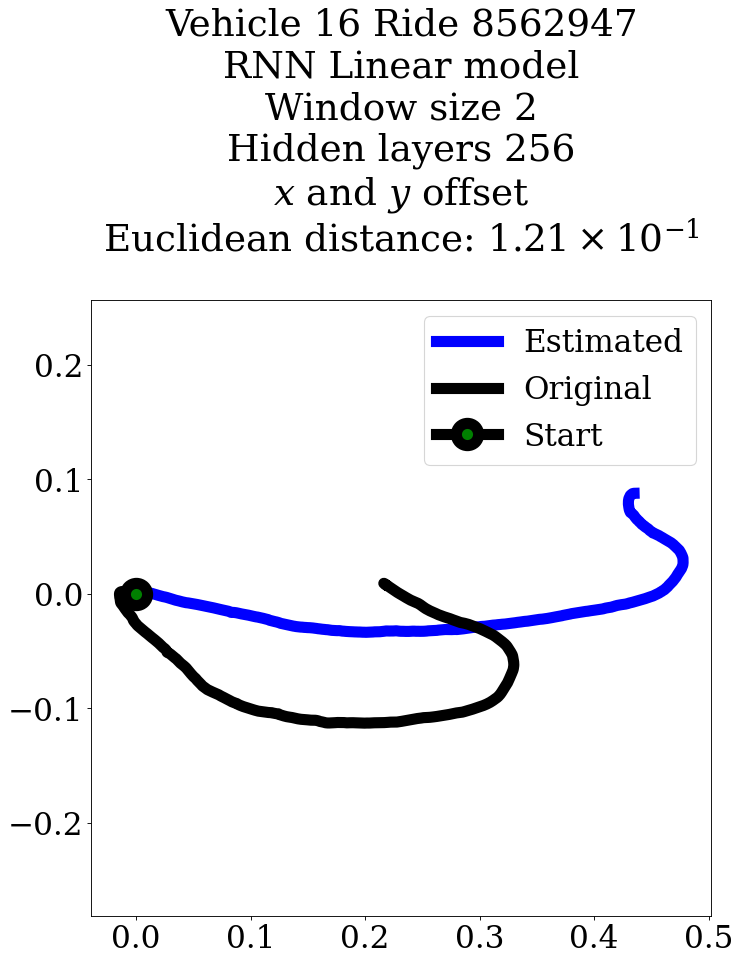 Vehicle 16 Ride 8562947
RNN Linear model
Window size 2
Hidden layers 256
x and y offset
Euclidean distance: 1.21 × 10⁻¹
Estimated
Original
Start
0.2
0.1
0.0
−0.1
−0.2
0.0 0.1 0.2 0.3 0.4 0.5